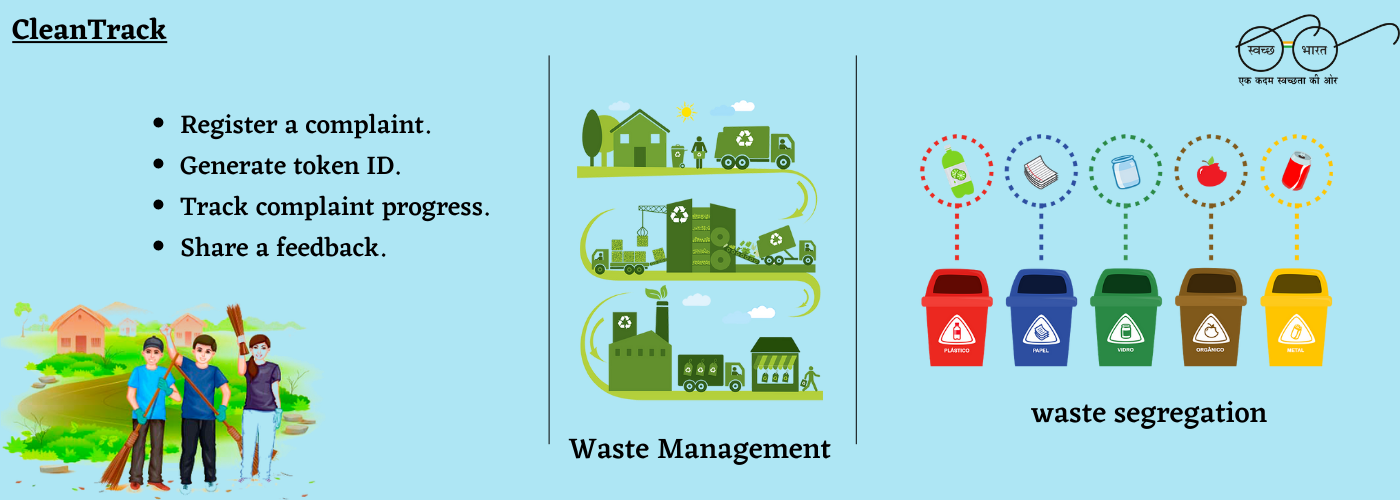 CleanTrack
Register a complaint.
Generate token ID.
Track complaint progress.
Share a feedback.
Waste Management
स्वच्छ भारत
एक कदम स्वच्छता की ओर
PLÁSTICO
PAPEL
VIDRO
ORGÂNICO
METAL
waste segregation